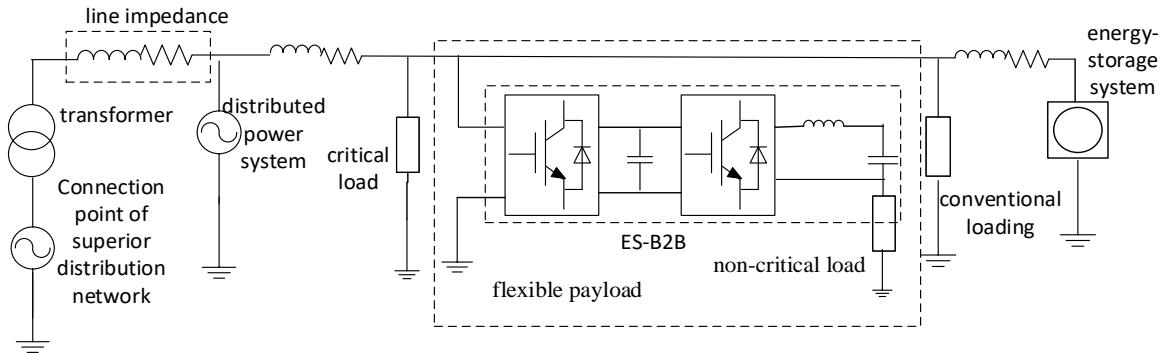 line impedance
transformer
Connection
point of
superior
distribution
network
distributed
power
system
critical
load
ES-B2B
non-critical load
flexible payload
conventional
loading
energy-
storage
system